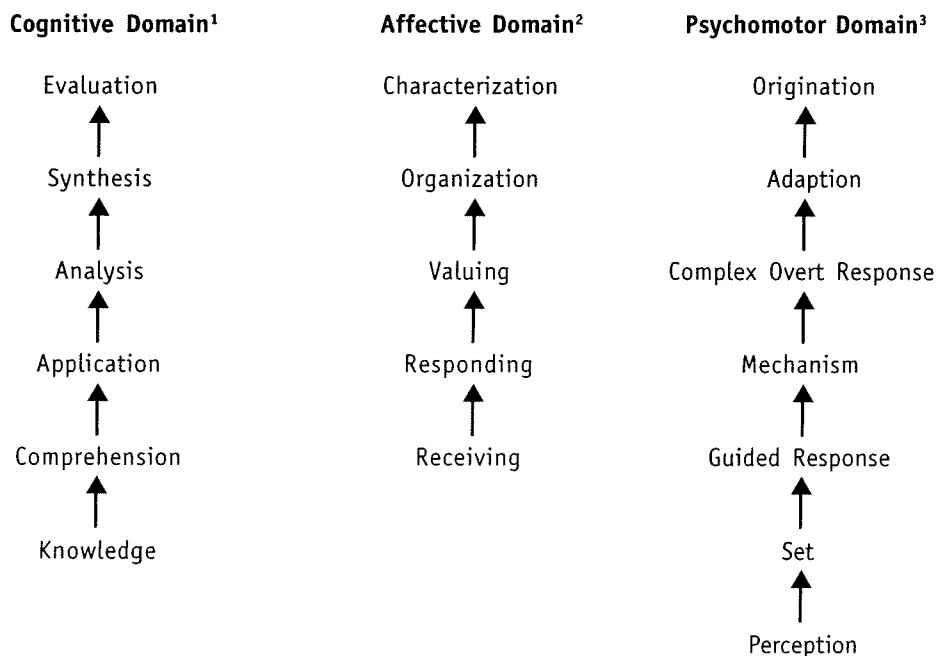 Cognitive Domain¹ Affective Domain² Psychomotor Domain³
Evaluation Characterization Origination
Synthesis Organization Adaption
Analysis Valuing Complex Overt Response
Application Responding Mechanism
Comprehension Receiving Guided Response
Knowledge Set
Perception